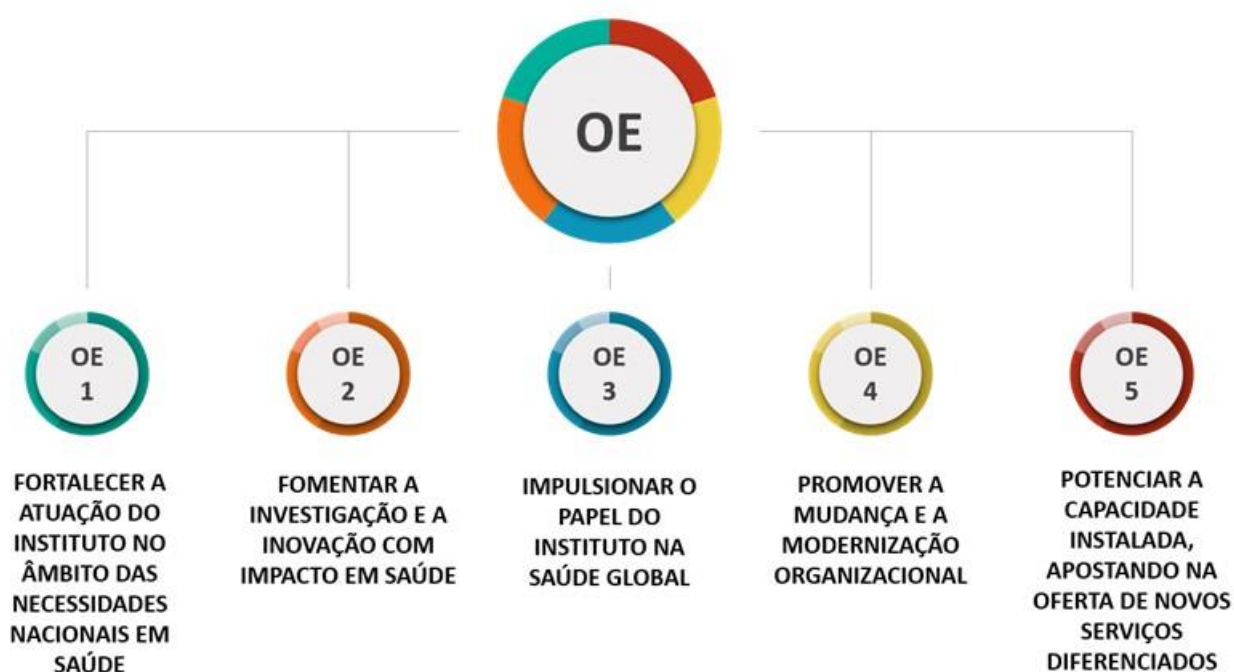 OE
OE
1
FORTALECER A
ATUAÇÃO DO
INSTITUTO NO
ÂMBITO DAS
NECESSIDADES
NACIONAIS EM
SAÚDE
OE
2
FOMENTAR A
INVESTIGAÇÃO E A
INOVAÇÃO COM
IMPACTO EM SAÚDE
OE
3
IMPULSIONAR O
PAPEL DO
INSTITUTO NA
SAÚDE GLOBAL
OE
4
PROMOVER A
MUDANÇA E A
MODERNIZAÇÃO
ORGANIZACIONAL
OE
5
POTENCIAR A
CAPACIDADE
INSTALADA,
APOSTANDO NA
OFERTA DE NOVOS
SERVIÇOS
DIFERENCIADOS